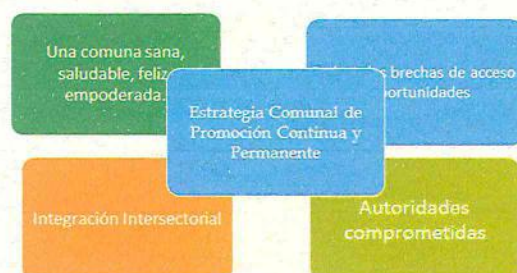 Una comuna sana,
saludable, feliz
empoderada.
brechas de acceso
oportunidades
Estrategia Comunal de
Promoción Continua y
Permanente
Integración Intersectorial
Autoridades
comprometidas